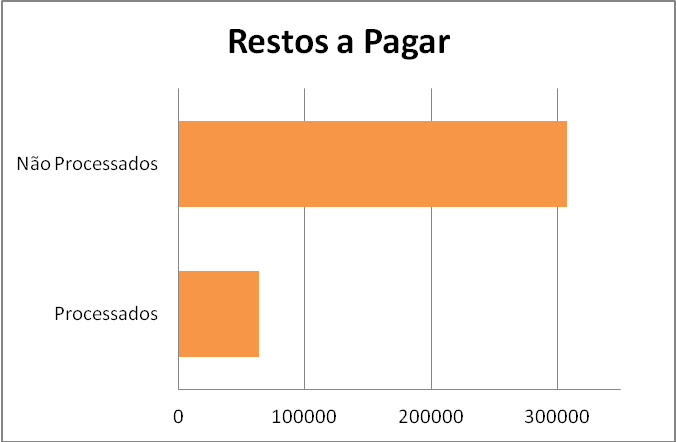 Restos a Pagar
Não Processados
Processados
0 100000 200000 300000